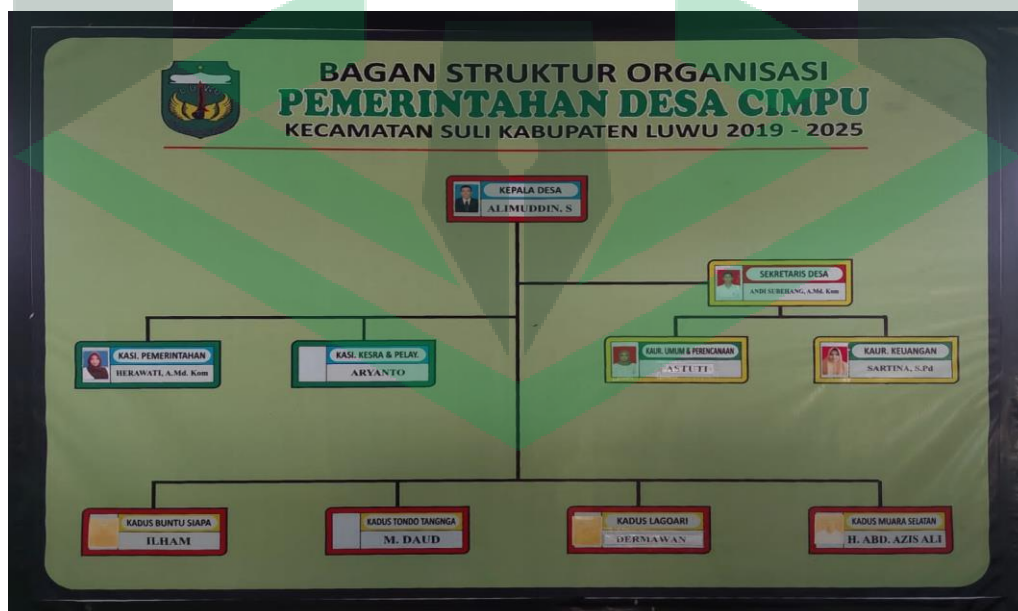 BAGAN STRUKTUR ORGANISASI
PEMERINTAHAN DESA CIMPU
KECAMATAN SULI KABUPATEN LUWU 2019 - 2025
KEPALA DESA
ALIMUDDIN. S
SEKRETARIS DESA
ANDI SUREHANG, A.Md. Kom
KASI. PEMERINTAHAN
HERAWATI, A.Md. Kom
KASI. KESRA & PELAY.
ARYANTO
KAUR. UMUM & PERENCANAAN
ASTUTI
KAUR. KEUANGAN
SARTINA, S.Pd
KADUS BUNTU SIAPA
ILHAM
KADUS TONDO TANGNGA
M. DAUD
KADUS LAGOARI
DERMAWAN
KADUS MUARA SELATAN
H. ABD. AZIS ALI